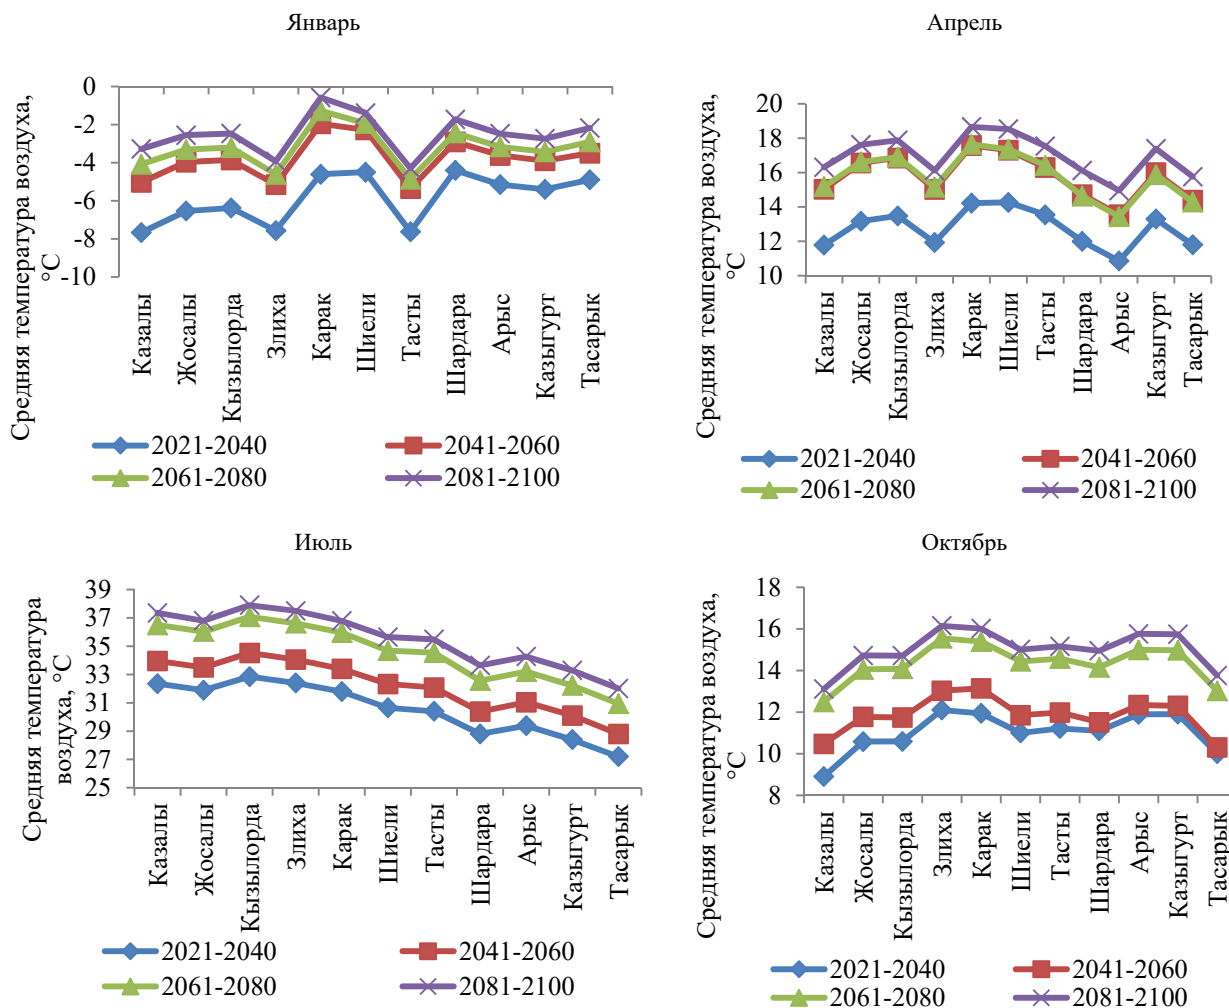 Январь
Средняя температура воздуха,
°C
0
-2
-4
-6
-8
-10
Казалы
Жосалы
Кызылорда
Злиха
Карак
Шиели
Тасты
Шардара
Арыс
Казыгурт
Тасарык
2021-2040
2041-2060
2061-2080
2081-2100
Апрель
Средняя температура воздуха,
°C
20
18
16
14
12
10
Казалы
Жосалы
Кызылорда
Злиха
Карак
Шиели
Тасты
Шардара
Арыс
Казыгурт
Тасарык
2021-2040
2041-2060
2061-2080
2081-2100
Июль
Средняя температура
воздуха, °C
39
37
35
33
31
29
27
25
Казалы
Жосалы
Кызылорда
Злиха
Карак
Шиели
Тасты
Шардара
Арыс
Казыгурт
Тасарык
2021-2040
2041-2060
2061-2080
2081-2100
Октябрь
Средняя температура воздуха,
°C
18
16
14
12
10
8
Казалы
Жосалы
Кызылорда
Злиха
Карак
Шиели
Тасты
Шардара
Арыс
Казыгурт
Тасарык
2021-2040
2041-2060
2061-2080
2081-2100